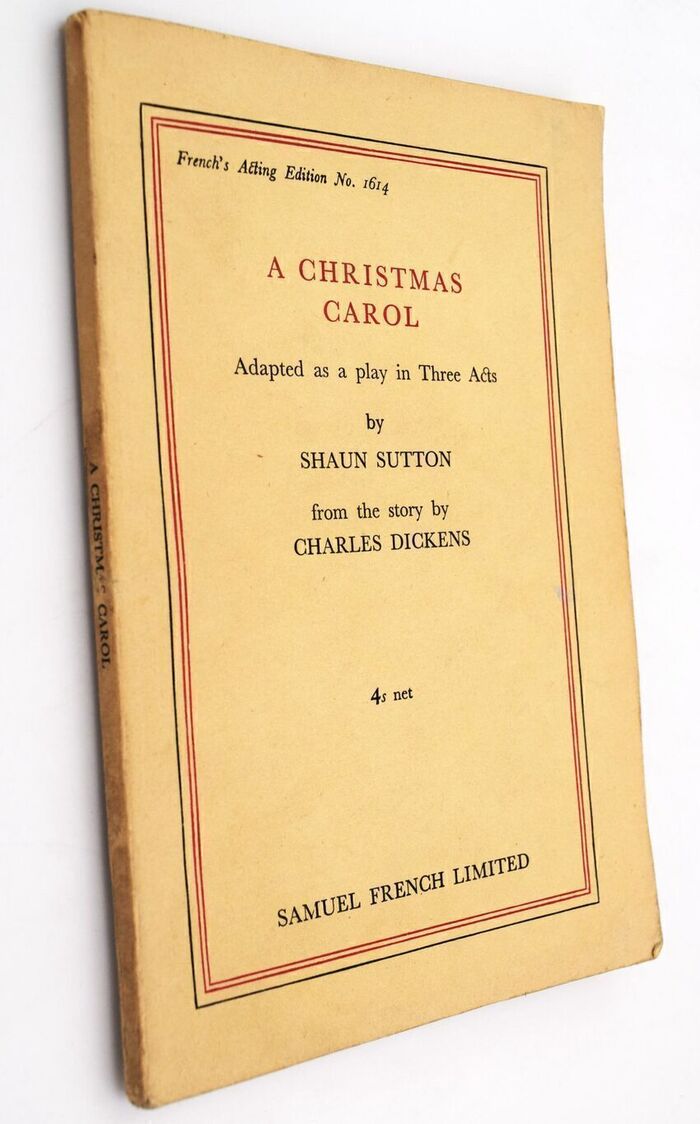 French's Acting Edition No. 1614
A CHRISTMAS
CAROL
Adapted as a play in Three Acts
by
SHAUN SUTTON
from the story by
CHARLES DICKENS
4s net
SAMUEL FRENCH LIMITED
A CHRISTMAS CAROL